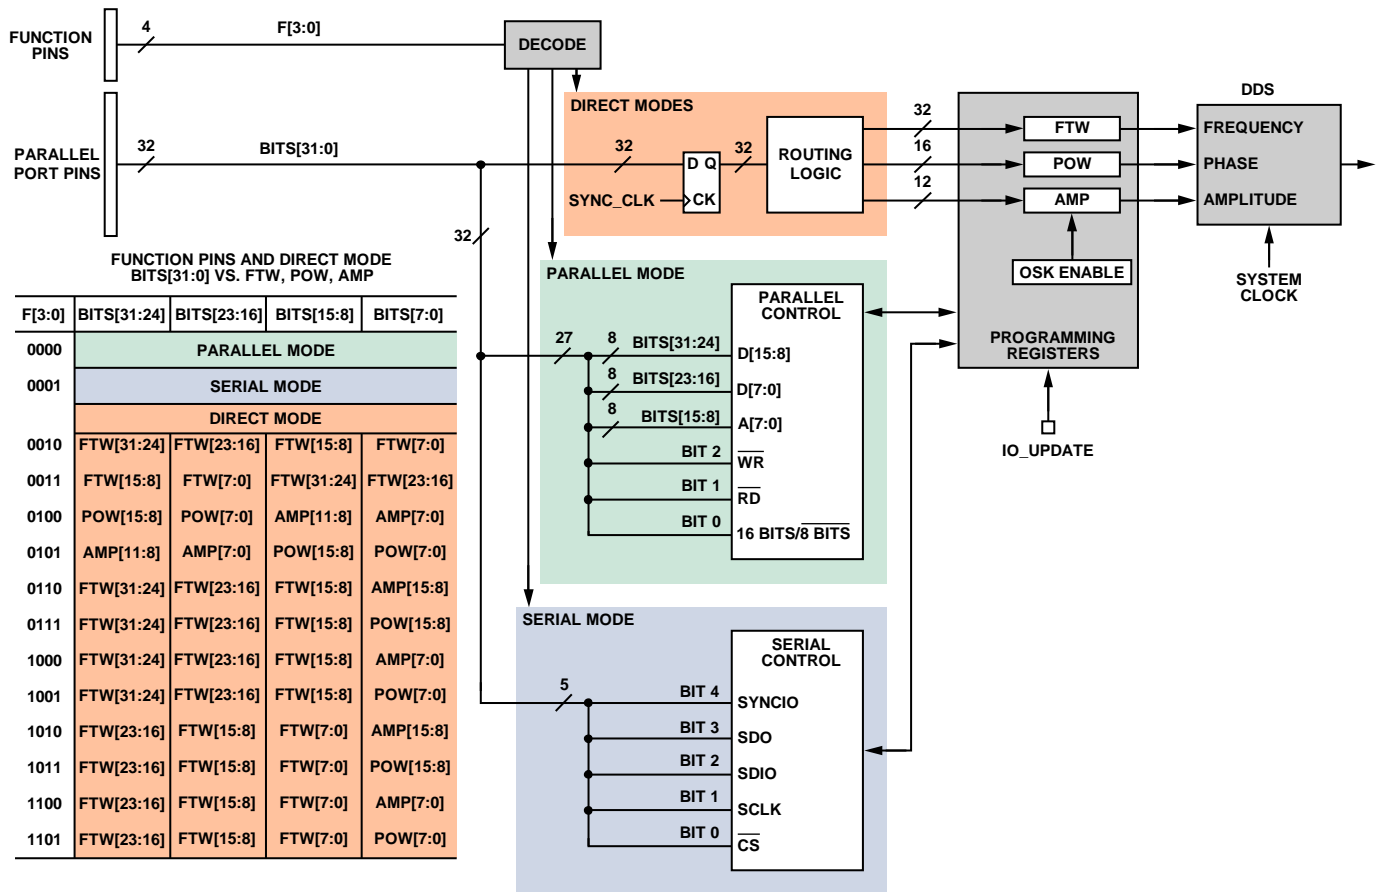 FUNCTION
PINS
4
F[3:0]
DECODE
PARALLEL
PORT PINS
32
BITS[31:0]
32
DIRECT MODES
32
D Q
CK
SYNC_CLK
32
ROUTING
LOGIC
32
16
12
FTW
POW
AMP
OSK ENABLE
PROGRAMMING
REGISTERS
IO_UPDATE
DDS
FREQUENCY
PHASE
AMPLITUDE
SYSTEM
CLOCK
PARALLEL MODE
PARALLEL
CONTROL
27
8 BITS[31:24] D[15:8]
8 BITS[23:16] D[7:0]
8 BITS[15:8] A[7:0]
BIT 2 WR
BIT 1 RD
BIT 0 16 BITS/8 BITS
SERIAL MODE
SERIAL
CONTROL
5
BIT 4 SYNCIO
BIT 3 SDO
BIT 2 SDIO
BIT 1 SCLK
BIT 0 CS
FUNCTION PINS AND DIRECT MODE
BITS[31:0] VS. FTW, POW, AMP
F[3:0] BITS[31:24] BITS[23:16] BITS[15:8] BITS[7:0]
0000 PARALLEL MODE
0001 SERIAL MODE
DIRECT MODE
0010 FTW[31:24] FTW[23:16] FTW[15:8] FTW[7:0]
0011 FTW[15:8] FTW[7:0] FTW[31:24] FTW[23:16]
0100 POW[15:8] POW[7:0] AMP[11:8] AMP[7:0]
0101 AMP[11:8] AMP[7:0] POW[15:8] POW[7:0]
0110 FTW[31:24] FTW[23:16] FTW[15:8] AMP[15:8]
0111 FTW[31:24] FTW[23:16] FTW[15:8] POW[15:8]
1000 FTW[31:24] FTW[23:16] FTW[15:8] AMP[7:0]
1001 FTW[31:24] FTW[23:16] FTW[15:8] POW[7:0]
1010 FTW[23:16] FTW[15:8] FTW[7:0] AMP[15:8]
1011 FTW[23:16] FTW[15:8] FTW[7:0] POW[15:8]
1100 FTW[23:16] FTW[15:8] FTW[7:0] AMP[7:0]
1101 FTW[23:16] FTW[15:8] FTW[7:0] POW[7:0]